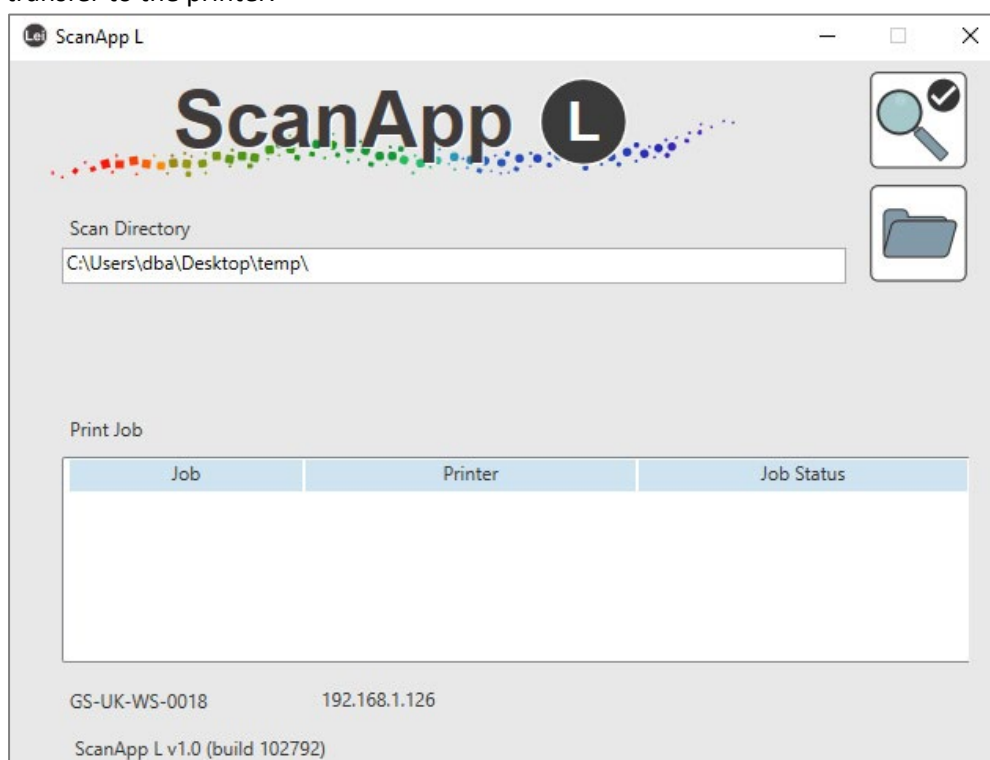 transfer to the printer.
Lei ScanApp L
ScanApp L
Scan Directory
C:\Users\dba\Desktop\temp\
Print Job
Job Printer Job Status
GS-UK-WS-0018 192.168.1.126
ScanApp L v1.0 (build 102792)